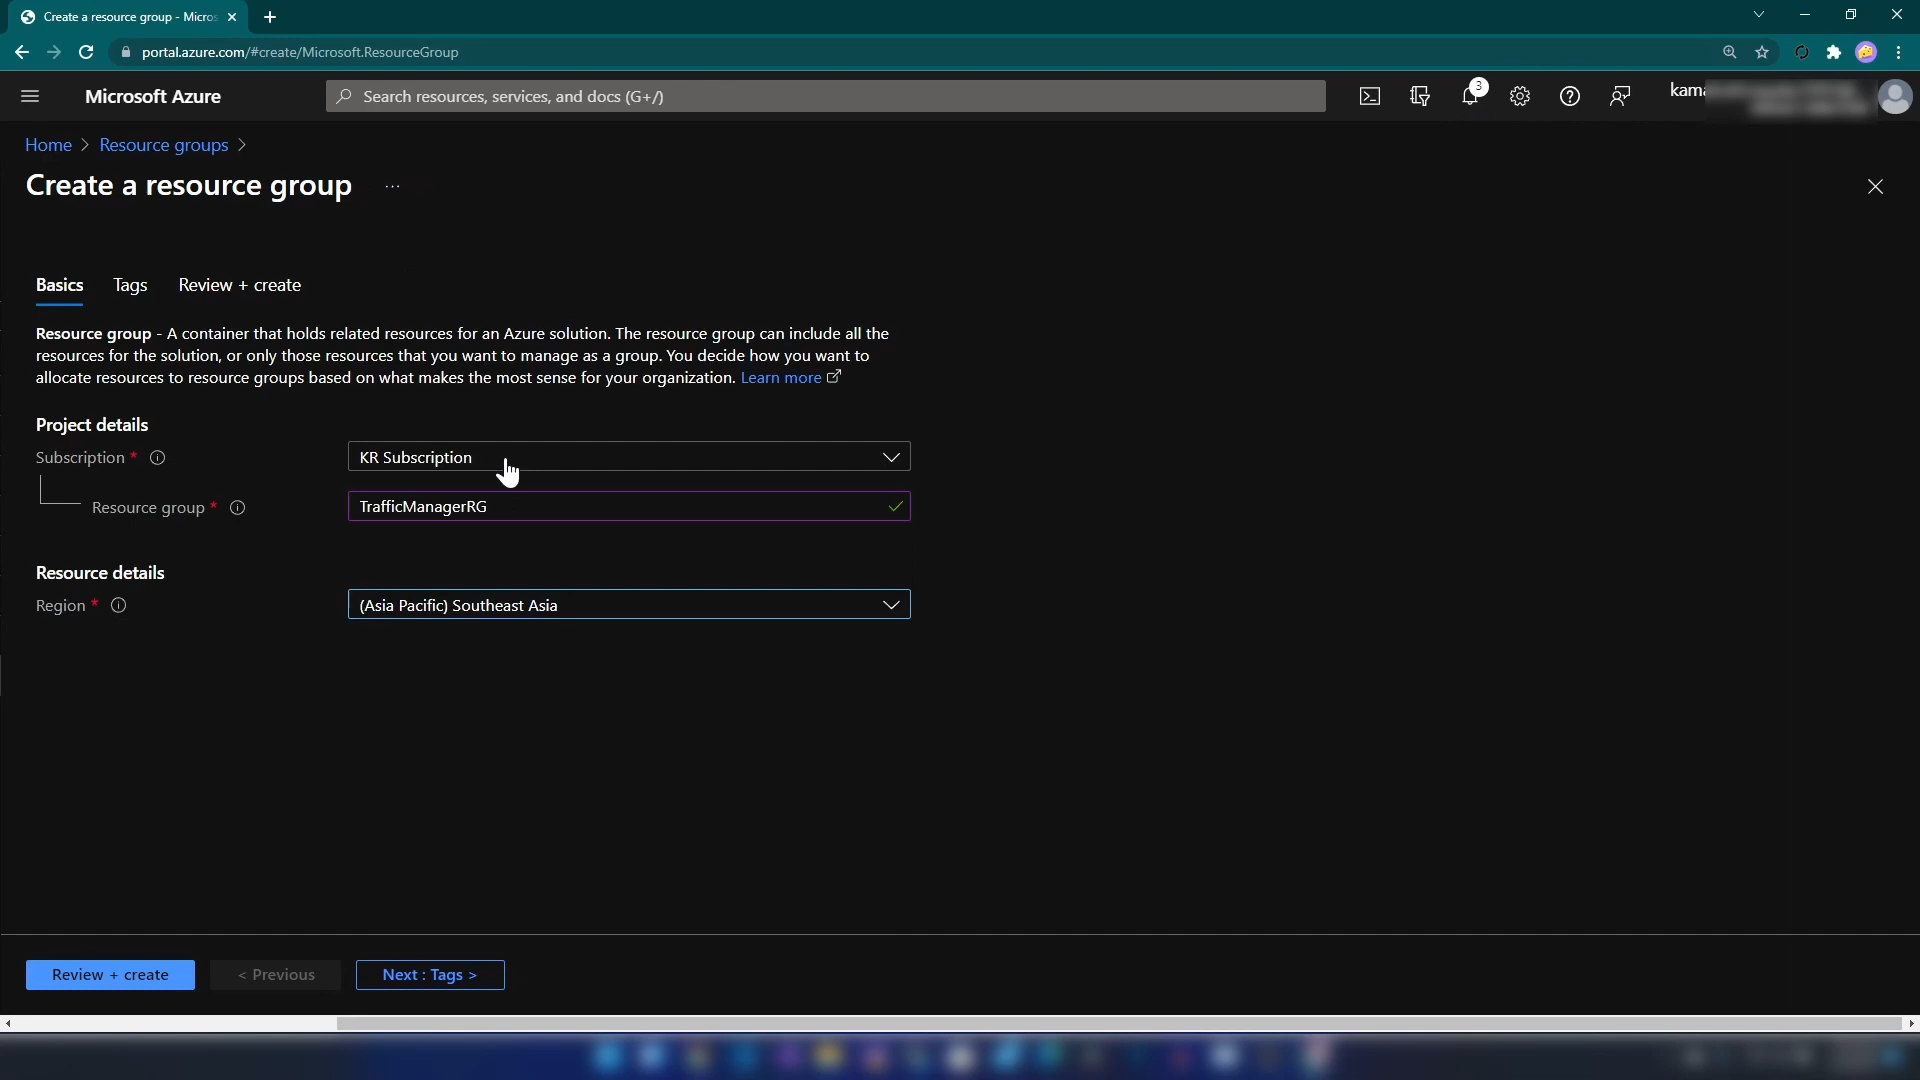 Create a resource group - Micros
portal.azure.com/#create/Microsoft.ResourceGroup
Microsoft Azure
Search resources, services, and docs (G+/)
3
kama
Home > Resource groups >
Create a resource group ...
Basics Tags Review + create
Resource group - A container that holds related resources for an Azure solution. The resource group can include all the
resources for the solution, or only those resources that you want to manage as a group. You decide how you want to
allocate resources to resource groups based on what makes the most sense for your organization. Learn more
Project details
Subscription * KR Subscription
Resource group * TrafficManagerRG
Resource details
Region * (Asia Pacific) Southeast Asia
Review + create < Previous Next : Tags >